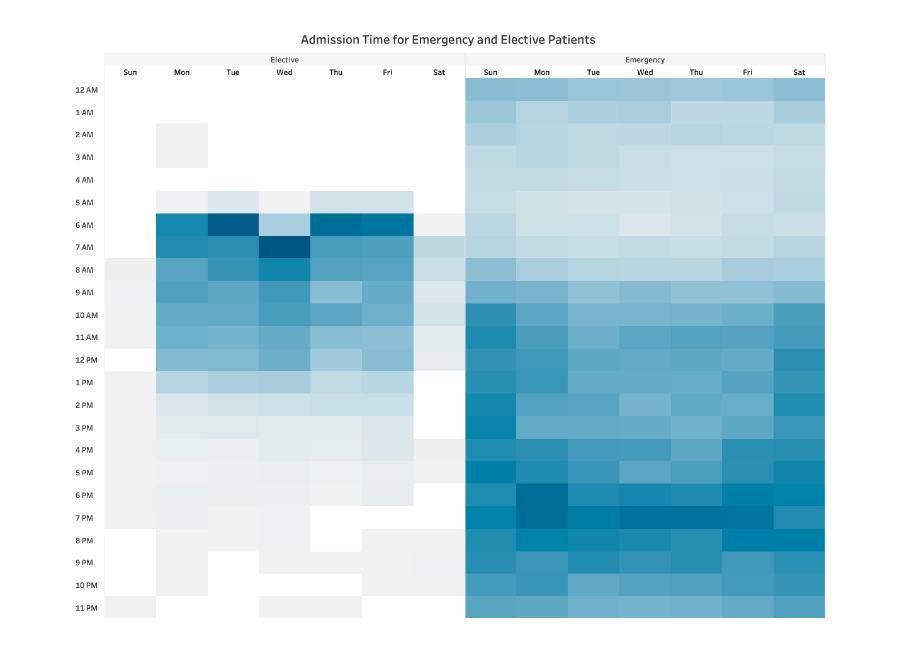 Admission Time for Emergency and Elective Patients
Elective Emergency
Sun Mon Tue Wed Thu Fri Sat Sun Mon Tue Wed Thu Fri Sat
12 AM
1 AM
2 AM
3 AM
4 AM
5 AM
6 AM
7 AM
8 AM
9 AM
10 AM
11 AM
12 PM
1 PM
2 PM
3 PM
4 PM
5 PM
6 PM
7 PM
8 PM
9 PM
10 PM
11 PM